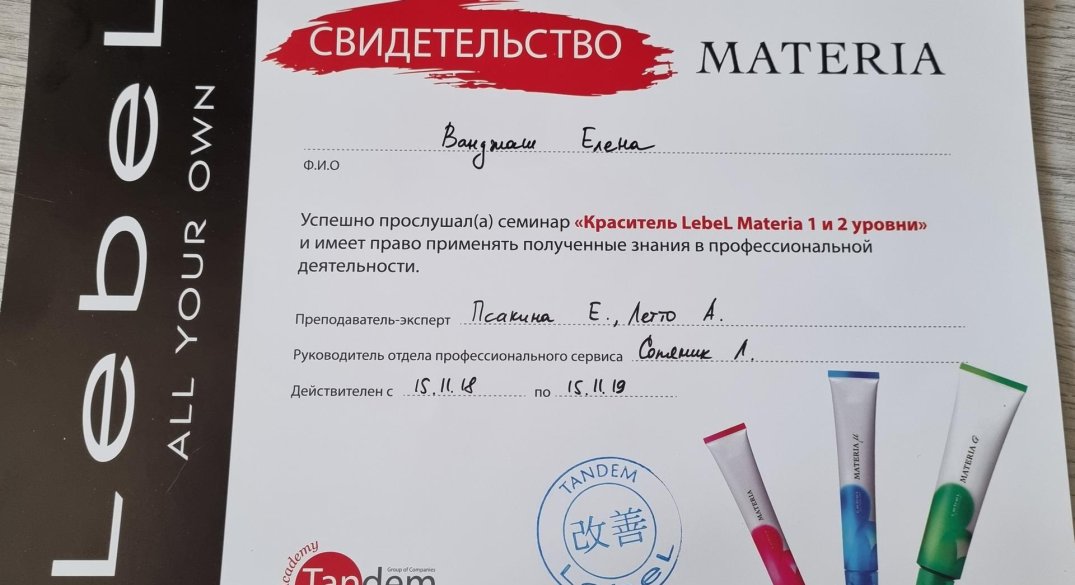 LebeL
ALL YOUR OWN
СВИДЕТЕЛЬСТВО
MATERIA
Ванджаш Елена
Ф.И.О
Успешно прослушал(а) семинар «Краситель LebeL Materia 1 и 2 уровни»
и имеет право применять полученные знания в профессиональной
деятельности.
Преподаватель-эксперт Псакина Е., Летто А.
Руководитель отдела профессионального сервиса Сопяник Л.
Действителен с 15.11.18 по 15.11.19
MATERIA
MATERIA μ
MATERIA G
TANDEM
改善
LebeL
Academy
Group of Companies
Tandem